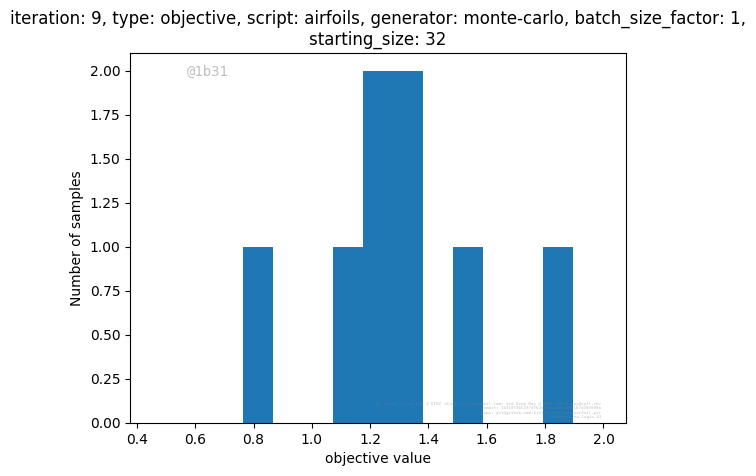 iteration: 9, type: objective, script: airfoils, generator: monte-carlo, batch_size_factor: 1,
starting_size: 32
@1b31
2.00
1.75
1.50
1.25
1.00
0.75
0.50
0.25
0.00
Number of samples
0.4 0.6 0.8 1.0 1.2 1.4 1.6 1.8 2.0
objective value